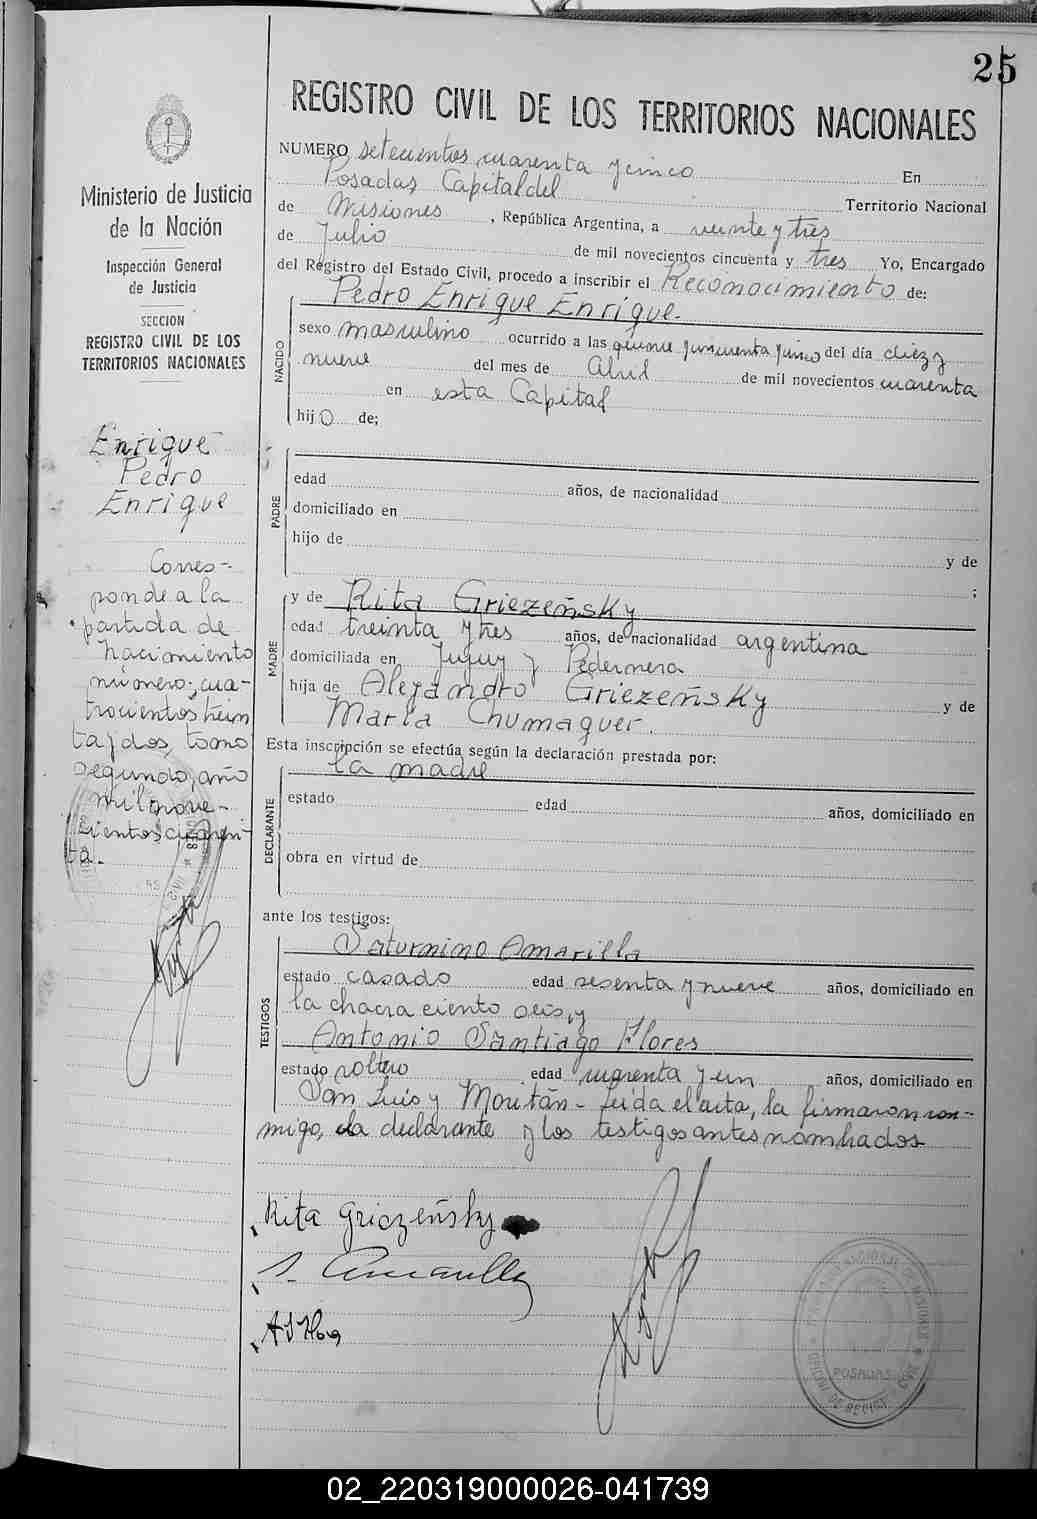 25
REGISTRO CIVIL DE LOS TERRITORIOS NACIONALES
Ministerio de Justicia
de la Nación
Inspección General
de Justicia
SECCION
REGISTRO CIVIL DE LOS
TERRITORIOS NACIONALES
Enrique
Pedro
Enrique
Corres-
ponde a la
partida de
nacimiento
número; cua-
trocientos trein
ta y dos, tomo
segundo, año
mil nove-
cientos cuaren-
ta.
NUMERO setecientos cuarenta y cinco En
Posadas Capital del Territorio Nacional
de Misiones, República Argentina, a veinte y tres
de Julio de mil novecientos cincuenta y tres Yo, Encargado
del Registro del Estado Civil, procedo a inscribir el Reconocimiento de:
Pedro Enrique Enrique.
NACIDO
sexo masculino ocurrido a las quince y cincuenta y cinco del día diez y
nueve del mes de Abril de mil novecientos cuarenta
en esta Capital
hijo de;
PADRE
edad años, de nacionalidad
domiciliado en
hijo de y de
;
MADRE
y de Rita Griezeñsky
edad treinta y tres años, de nacionalidad argentina
domiciliada en Jujuy y Pedernera
hija de Alejandro Griezeñsky y de
María Chumaquer.
Esta inscripción se efectúa según la declaración prestada por:
la madre
DECLARANTE
estado edad años, domiciliado en
obra en virtud de
ante los testigos:
TESTIGOS
Saturnino Amarilla
estado casado edad sesenta y nueve años, domiciliado en
la chacra ciento seis, y
Antonio Santiago Flores
estado soltero edad cuarenta y un años, domiciliado en
San Luis y Moritán - Leída el acta, la firmaron con-
migo, la declarante y los testigos antes nombrados
Rita Griezeñsky
S. Amarilla
POSADAS
02_220319000026-041739